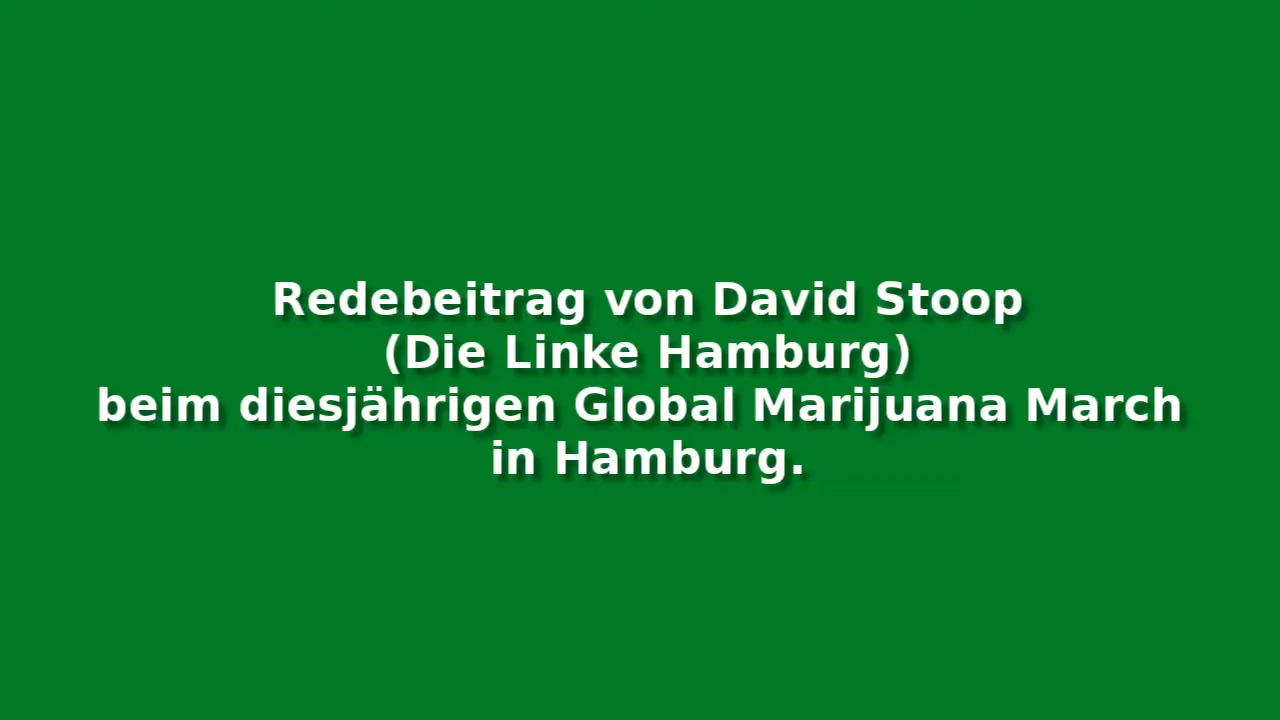 Redebeitrag von David Stoop
(Die Linke Hamburg)
beim diesjährigen Global Marijuana March
in Hamburg.